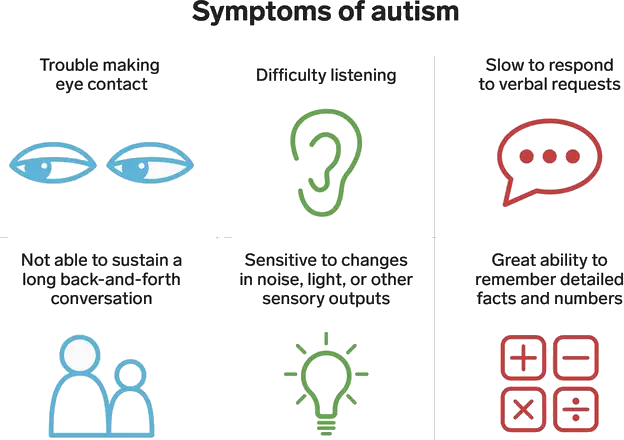 Symptoms of autism
Trouble making
eye contact
Difficulty listening
Slow to respond
to verbal requests
Not able to sustain a
long back-and-forth
conversation
Sensitive to changes
in noise, light, or other
sensory outputs
Great ability to
remember detailed
facts and numbers